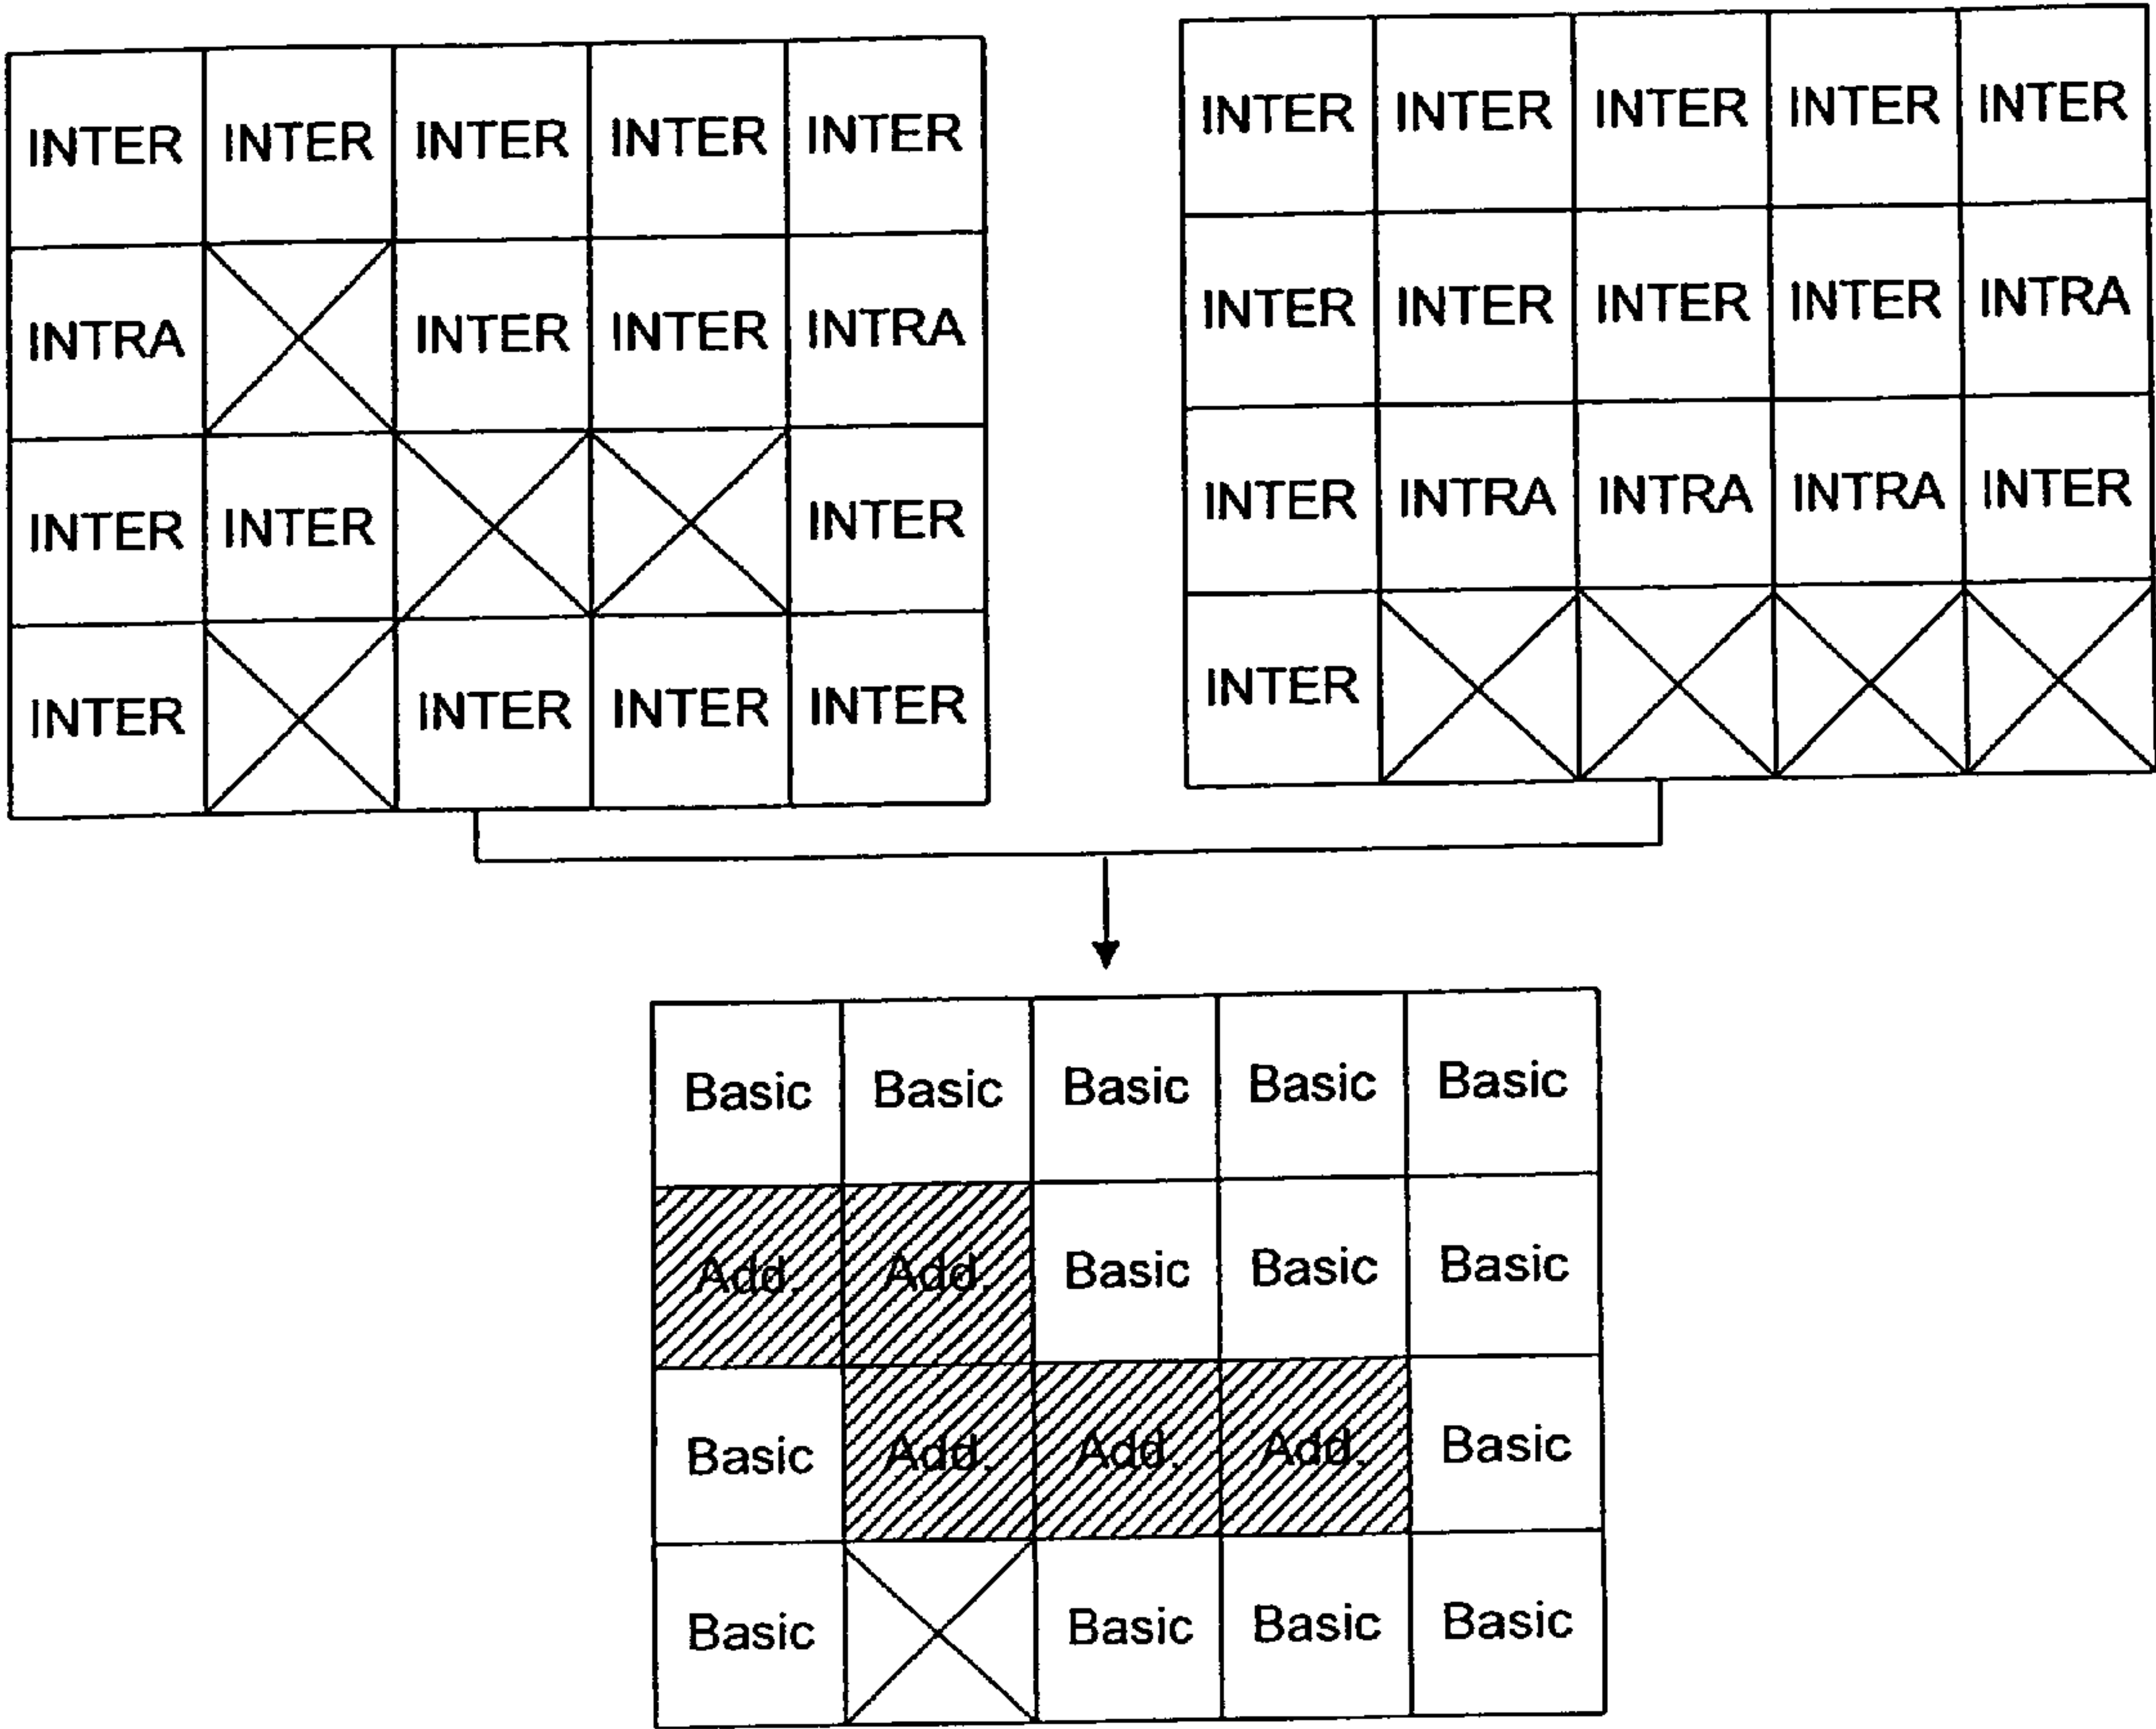 INTER INTER INTER INTER INTER
INTRA INTER INTER INTRA
INTER INTER INTER
INTER INTER INTER INTER
INTER INTER INTER INTER INTER
INTER INTER INTER INTER INTRA
INTER INTRA INTRA INTRA INTER
INTER
Basic Basic Basic Basic Basic
Add. Add. Basic Basic Basic
Basic Add. Add. Add. Basic
Basic Basic Basic Basic